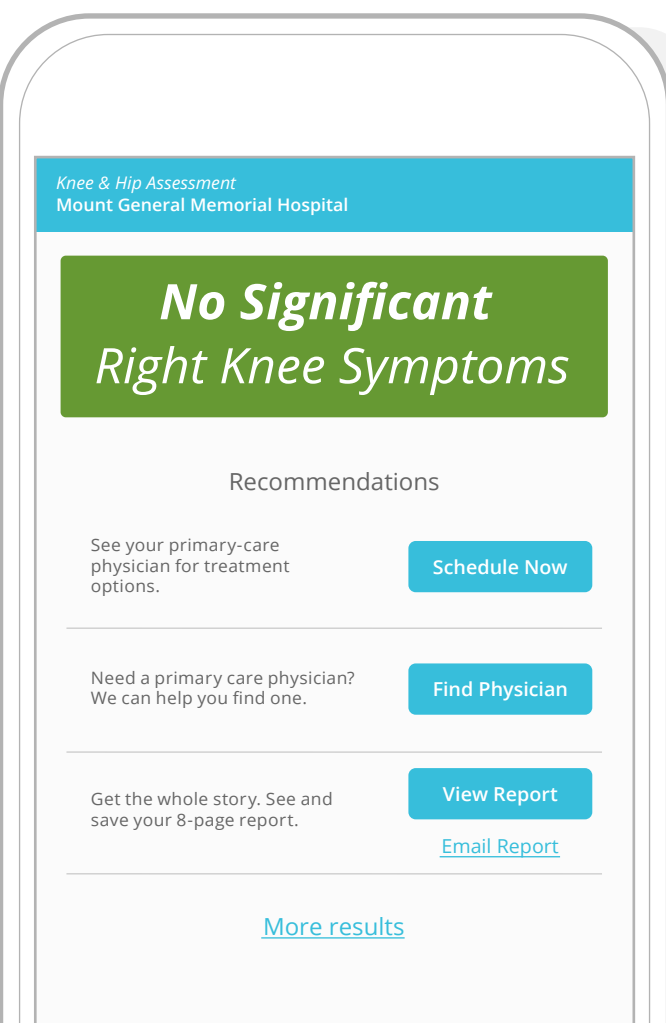 Knee & Hip Assessment
Mount General Memorial Hospital
No Significant
Right Knee Symptoms
Recommendations
See your primary-care
physician for treatment
options.
Schedule Now
Need a primary care physician?
We can help you find one.
Find Physician
Get the whole story. See and
save your 8-page report.
View Report
Email Report
More results